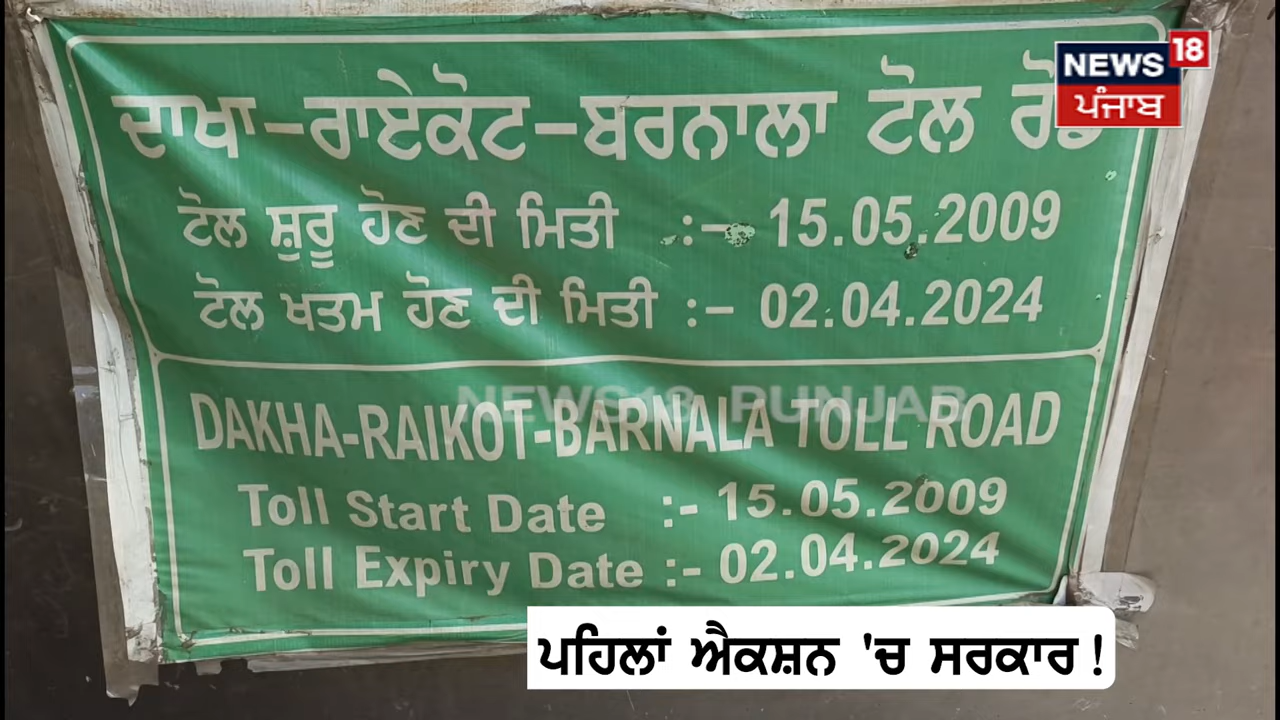 NEWS 18
ਪੰਜਾਬ
ਦਾਖਾ-ਰਾਏਕੋਟ-ਬਰਨਾਲਾ ਟੋਲ ਰੋਡ
ਟੋਲ ਸ਼ੁਰੂ ਹੋਣ ਦੀ ਮਿਤੀ :- 15.05.2009
ਟੋਲ ਖਤਮ ਹੋਣ ਦੀ ਮਿਤੀ :- 02.04.2024
NEWS18 PUNJAB
DAKHA-RAIKOT-BARNALA TOLL ROAD
Toll Start Date :- 15.05.2009
Toll Expiry Date :- 02.04.2024
ਪਹਿਲਾਂ ਐਕਸ਼ਨ 'ਚ ਸਰਕਾਰ !